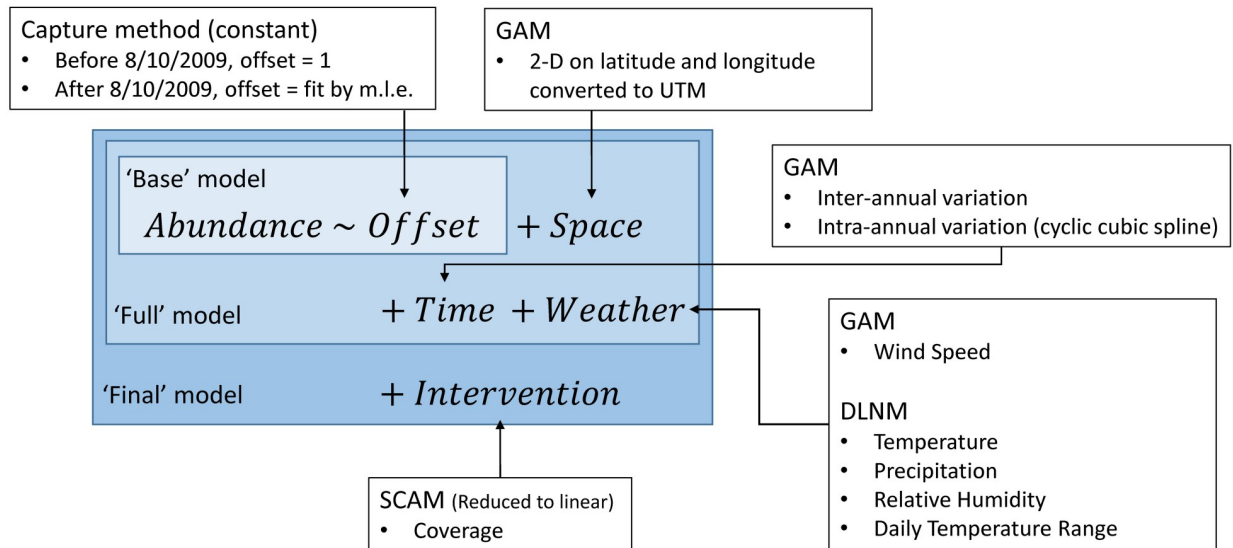 Capture method (constant)
• Before 8/10/2009, offset = 1
• After 8/10/2009, offset = fit by m.l.e.
GAM
• 2-D on latitude and longitude
converted to UTM
'Base' model
Abundance ~ Offset + Space
GAM
• Inter-annual variation
• Intra-annual variation (cyclic cubic spline)
'Full' model + Time + Weather
GAM
• Wind Speed
DLNM
• Temperature
• Precipitation
• Relative Humidity
• Daily Temperature Range
'Final' model + Intervention
SCAM (Reduced to linear)
• Coverage